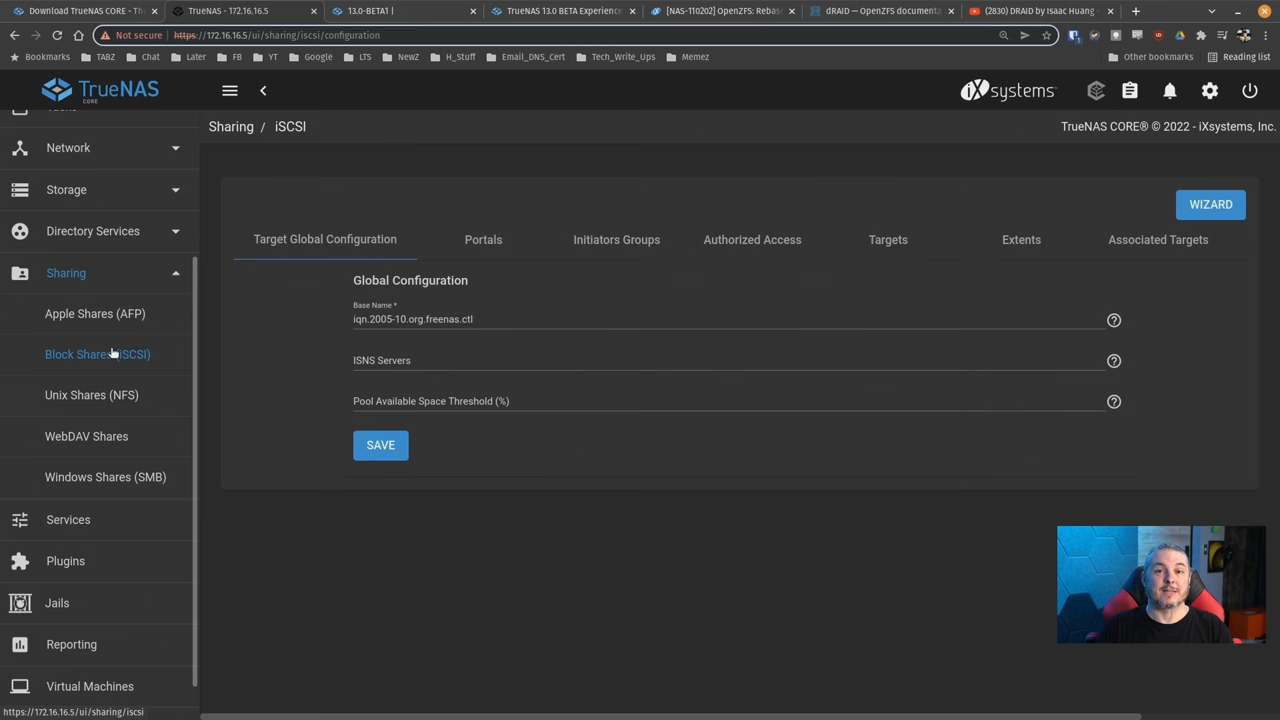 Download TrueNAS CORE - The
TrueNAS - 172.16.16.5
13.0-BETA1 |
TrueNAS 13.0 BETA Experience
[NAS-110202] OpenZFS: Rebase
dRAID — OpenZFS documenta
(2830) DRAID by Isaac Huang -
Not secure
https://172.16.16.5/ui/sharing/iscsi/configuration
Bookmarks
TABZ
Chat
Later
FB
YT
Google
LTS
NewZ
H_Stuff
Email_DNS_Cert
Tech_Write_Ups
Memez
Other bookmarks
Reading list
TrueNAS
CORE
iXsystems
Network
Storage
Directory Services
Sharing
Apple Shares (AFP)
Block Shares (iSCSI)
Unix Shares (NFS)
WebDAV Shares
Windows Shares (SMB)
Services
Plugins
Jails
Reporting
Virtual Machines
https://172.16.16.5/ui/sharing/iscsi
Sharing / iSCSI
TrueNAS CORE® © 2022 - iXsystems, Inc.
WIZARD
Target Global Configuration
Portals
Initiators Groups
Authorized Access
Targets
Extents
Associated Targets
Global Configuration
Base Name *
iqn.2005-10.org.freenas.ctl
ISNS Servers
Pool Available Space Threshold (%)
SAVE